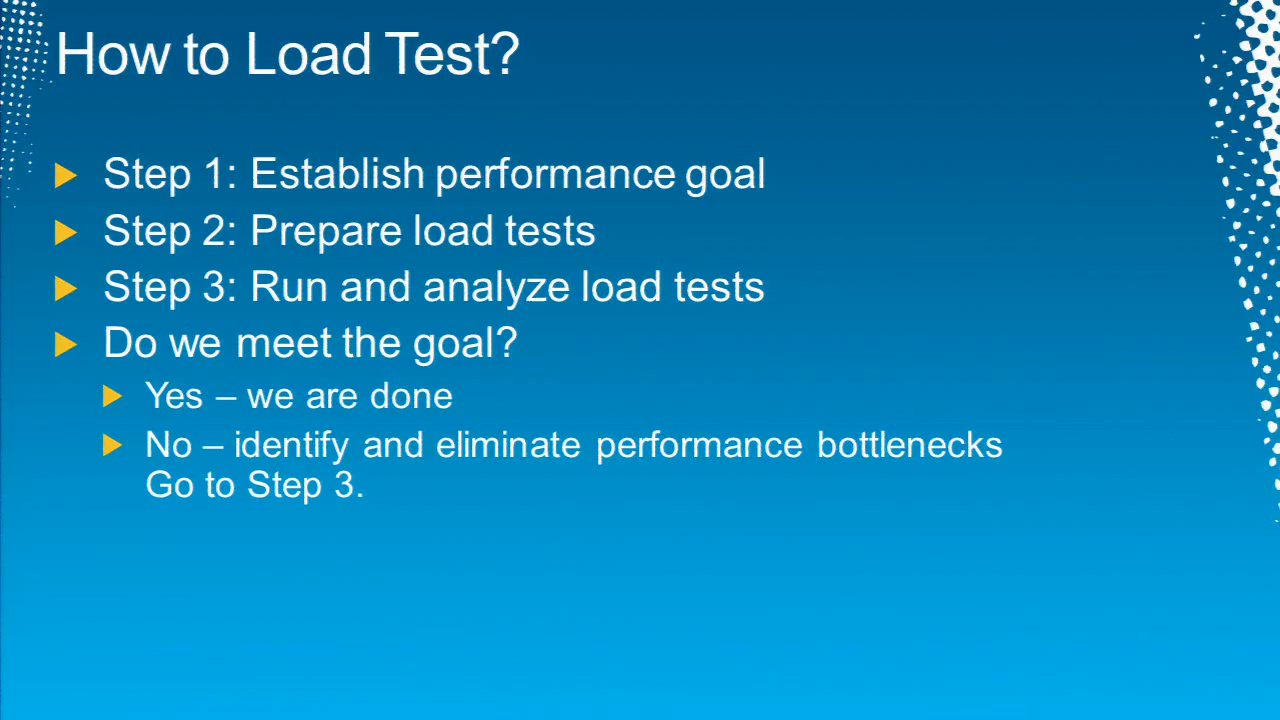 How to Load Test?
Step 1: Establish performance goal
Step 2: Prepare load tests
Step 3: Run and analyze load tests
Do we meet the goal?
Yes – we are done
No – identify and eliminate performance bottlenecks
Go to Step 3.